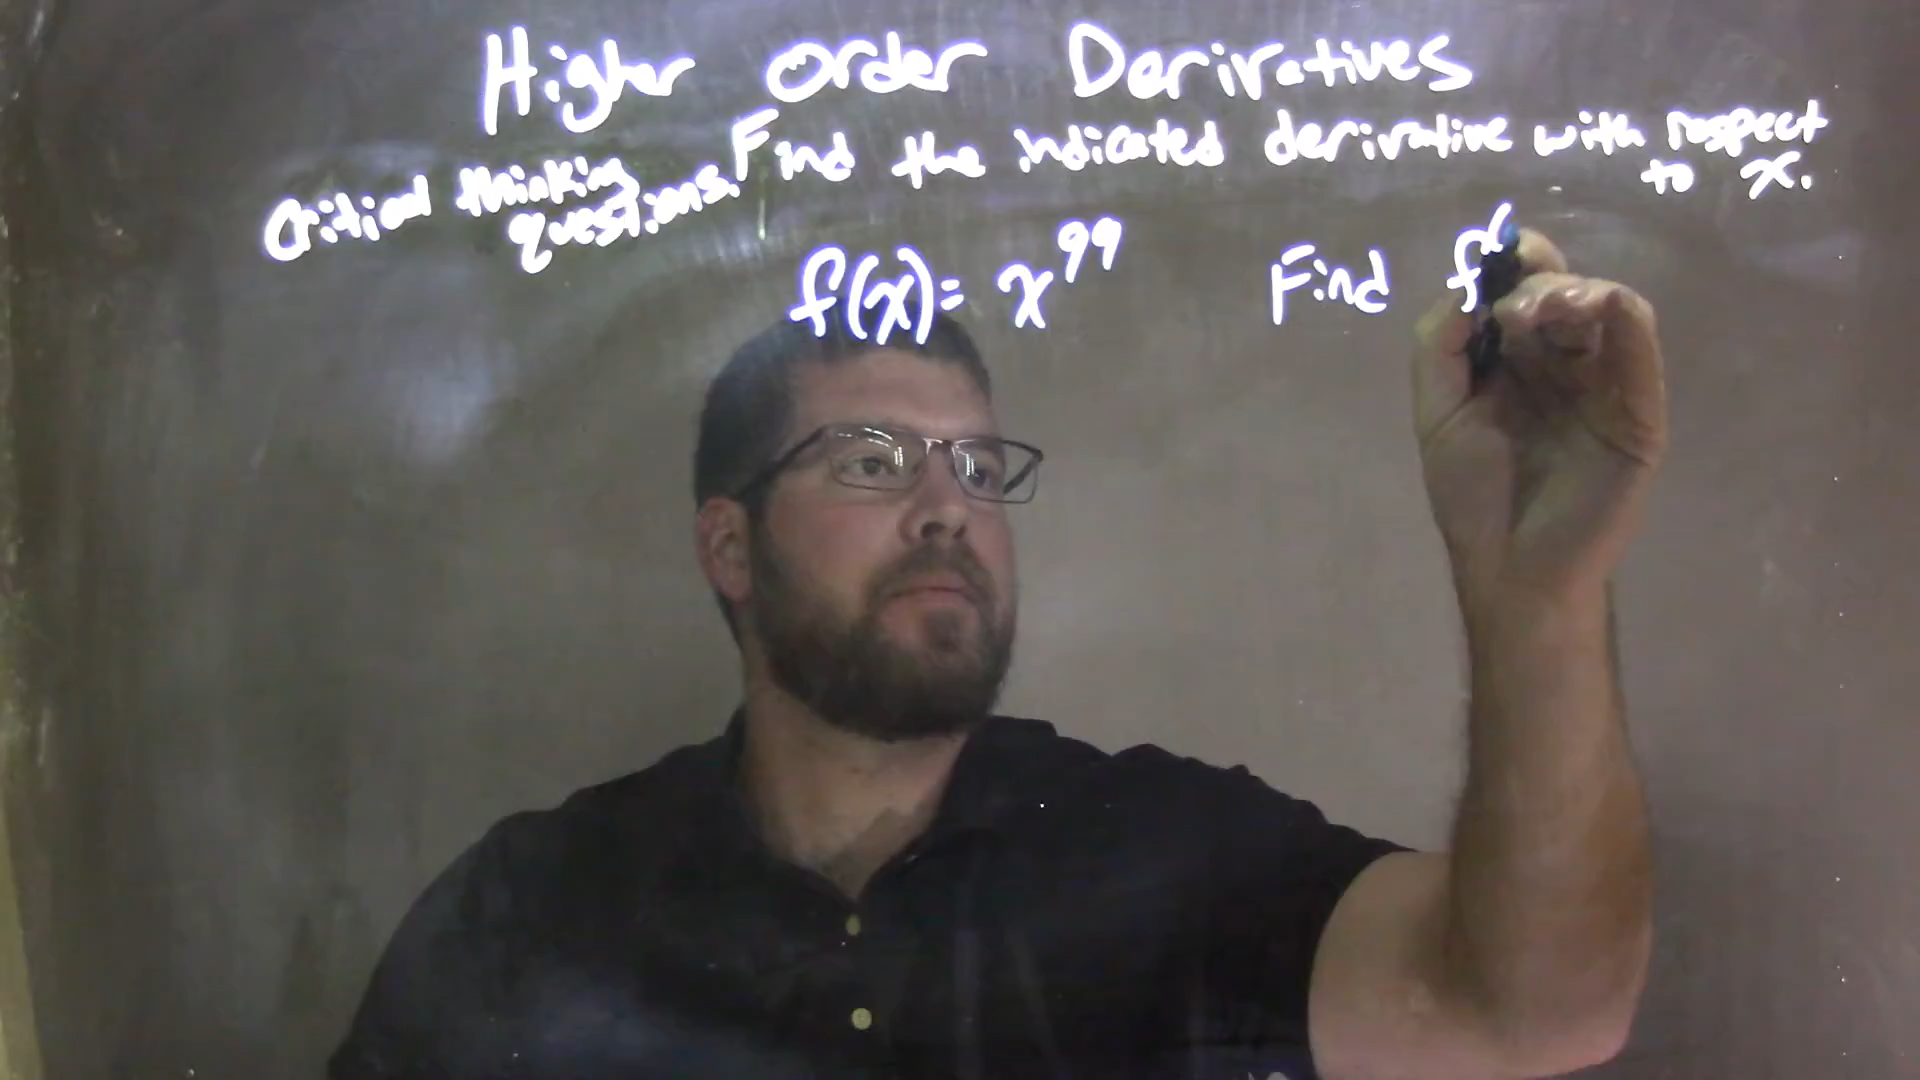 Higher Order Derivatives
Critical thinking questions. Find the indicated derivative with respect to x.
f(x) = x^99 Find f^(